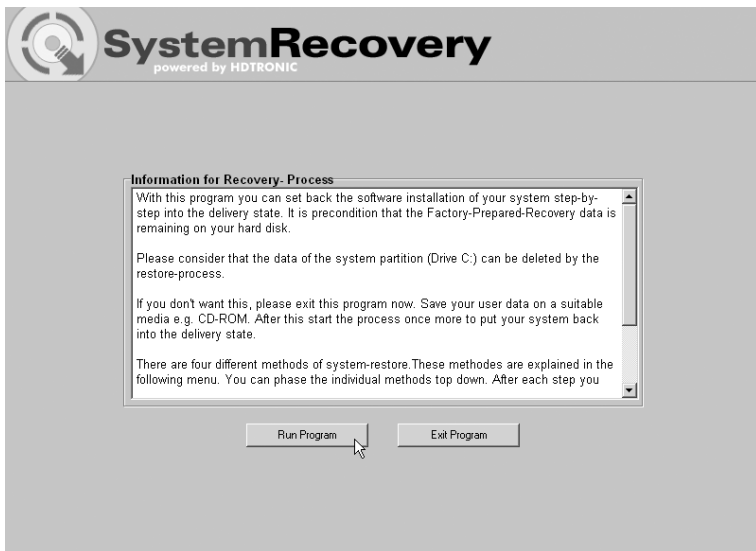 SystemRecovery
powered by HDTRONIC
Information for Recovery- Process
With this program you can set back the software installation of your system step-by-
step into the delivery state. It is precondition that the Factory-Prepared-Recovery data is
remaining on your hard disk.
Please consider that the data of the system partition (Drive C:) can be deleted by the
restore-process.
If you don't want this, please exit this program now. Save your user data on a suitable
media e.g. CD-ROM. After this start the process once more to put your system back
into the delivery state.
There are four different methods of system-restore.These methodes are explained in the
following menu. You can phase the individual methods top down. After each step you
Run Program
Exit Program